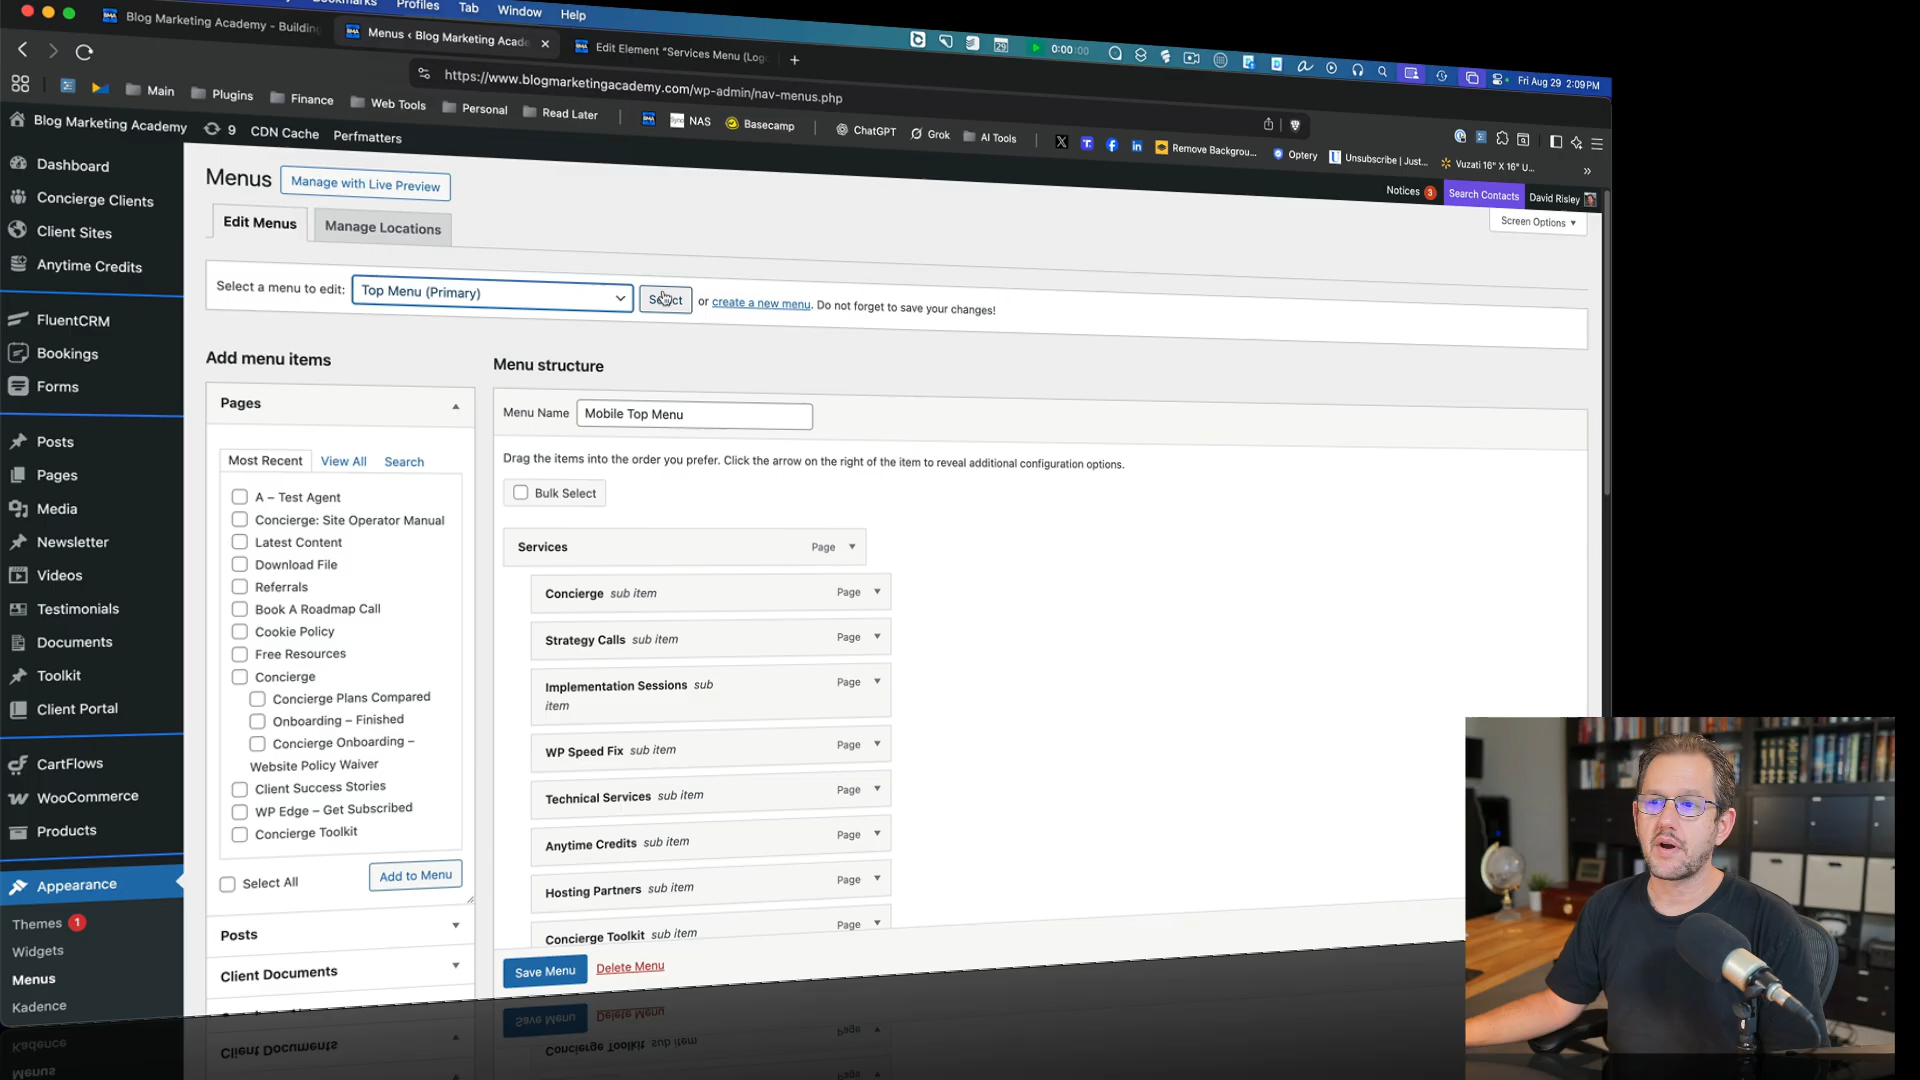 Bookmarks Profiles Tab Window Help
0:00:00 Fri Aug 29 2:09 PM
Blog Marketing Academy - Building
Menus ‹ Blog Marketing Acade
Edit Element “Services Menu (Log
https://www.blogmarketingacademy.com/wp-admin/nav-menus.php
Main Plugins Finance Web Tools Personal Read Later NAS Basecamp ChatGPT Grok AI Tools Remove Backgrou... Optery Unsubscribe | Just... Vuzati 16" X 16" U... »
Blog Marketing Academy 9 CDN Cache Perfmatters
Notices 3 Search Contacts David Risley
Screen Options
Dashboard
Concierge Clients
Client Sites
Anytime Credits
FluentCRM
Bookings
Forms
Posts
Pages
Media
Newsletter
Videos
Testimonials
Documents
Toolkit
Client Portal
CartFlows
WooCommerce
Products
Appearance
Themes 1
Widgets
Menus
Kadence
Menus Manage with Live Preview
Edit Menus Manage Locations
Select a menu to edit: Top Menu (Primary) Select or create a new menu. Do not forget to save your changes!
Add menu items
Pages
Most Recent View All Search
A – Test Agent
Concierge: Site Operator Manual
Latest Content
Download File
Referrals
Book A Roadmap Call
Cookie Policy
Free Resources
Concierge
Concierge Plans Compared
Onboarding – Finished
Concierge Onboarding –
Website Policy Waiver
Client Success Stories
WP Edge – Get Subscribed
Concierge Toolkit
Select All Add to Menu
Posts
Client Documents
Menu structure
Menu Name Mobile Top Menu
Drag the items into the order you prefer. Click the arrow on the right of the item to reveal additional configuration options.
Bulk Select
Services Page
Concierge sub item Page
Strategy Calls sub item Page
Implementation Sessions sub Page
item
WP Speed Fix sub item Page
Technical Services sub item Page
Anytime Credits sub item Page
Hosting Partners sub item Page
Concierge Toolkit sub item Page
Save Menu Delete Menu